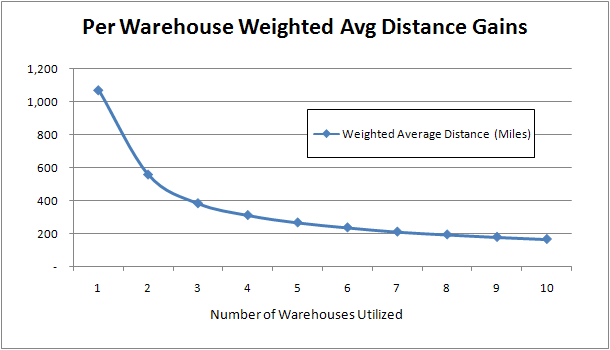 Per Warehouse Weighted Avg Distance Gains
1,200
1,000
800
600
400
200
-
Weighted Average Distance (Miles)
1 2 3 4 5 6 7 8 9 10
Number of Warehouses Utilized